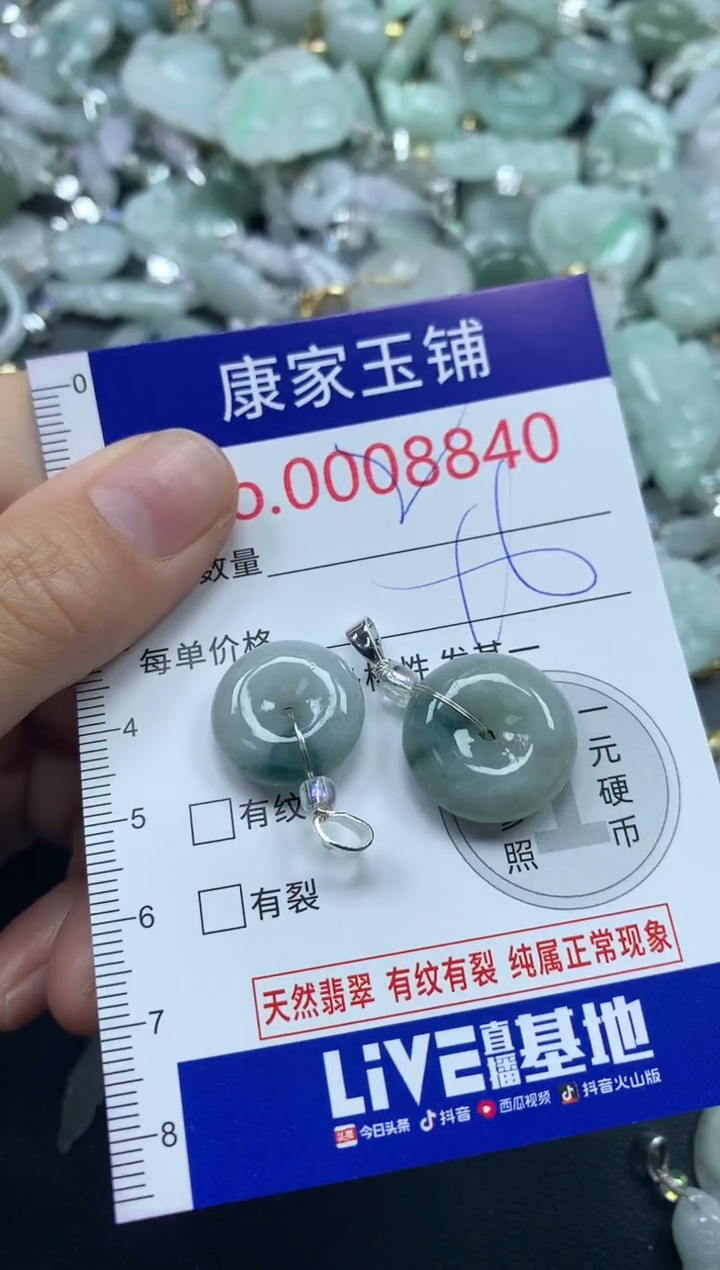 0
康家玉铺
o.0008840
数量
每单价格
一
元
硬
币
照
4
5
有纹
6
有裂
天然翡翠 有纹有裂 纯属正常现象
7
LiVE直播基地
头条 今日头条 抖音 西瓜视频 抖音火山版
8